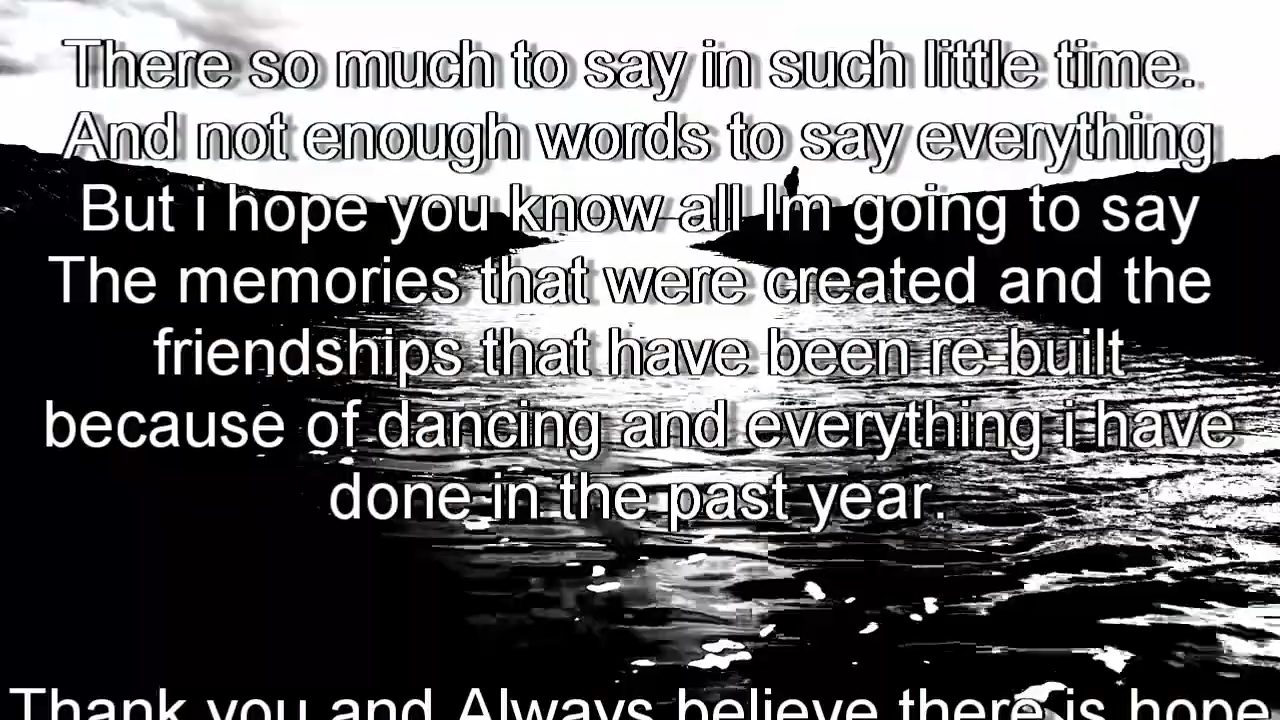 There so much to say in such little time.
And not enough words to say everything
But i hope you know all Im going to say
The memories that were created and the
friendships that have been re-built
because of dancing and everything i have
done in the past year.
Thank you and Always believe there is hope